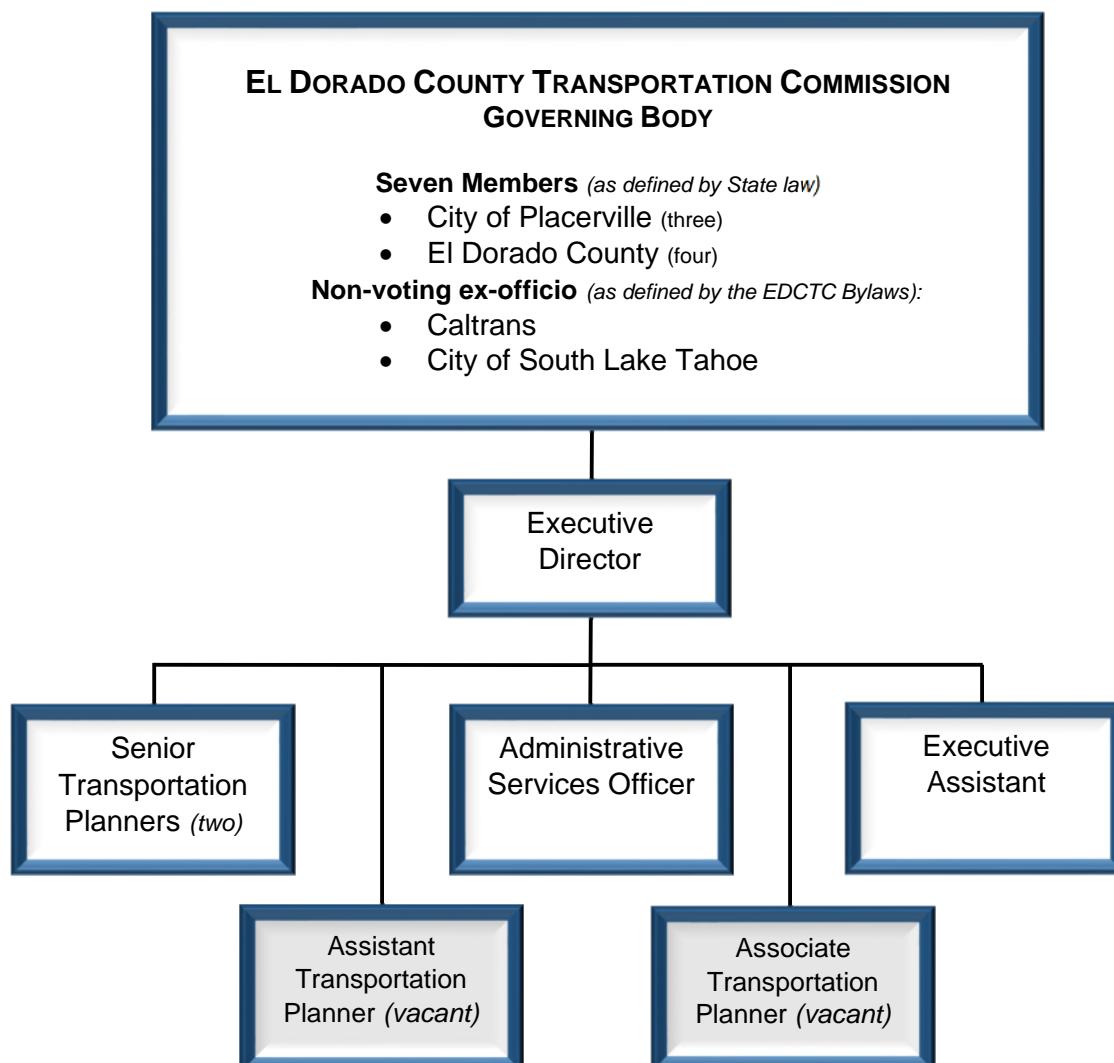 EL DORADO COUNTY TRANSPORTATION COMMISSION
GOVERNING BODY
Seven Members (as defined by State law)
• City of Placerville (three)
• El Dorado County (four)
Non-voting ex-officio (as defined by the EDCTC Bylaws):
• Caltrans
• City of South Lake Tahoe
Executive
Director
Senior
Transportation
Planners (two)
Administrative
Services Officer
Executive
Assistant
Assistant
Transportation
Planner (vacant)
Associate
Transportation
Planner (vacant)